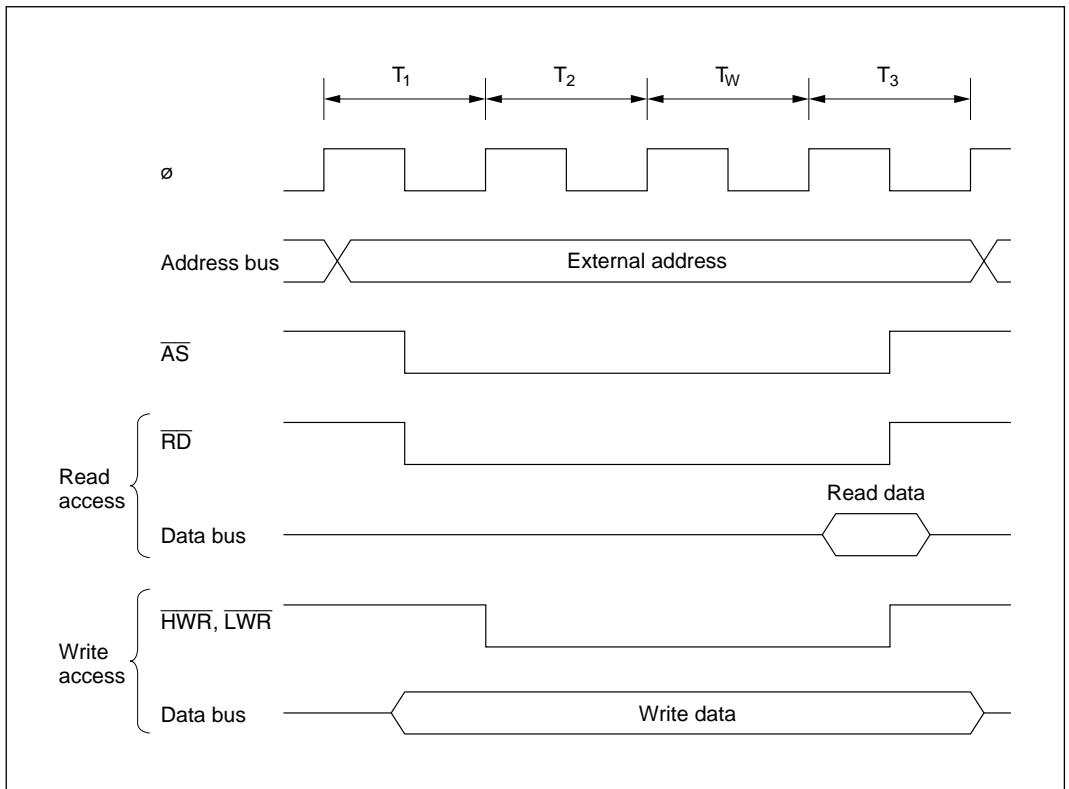 T1 T2 TW T3
ø
Address bus External address
AS
RD
Read access
Read data
Data bus
HWR, LWR
Write access
Data bus Write data